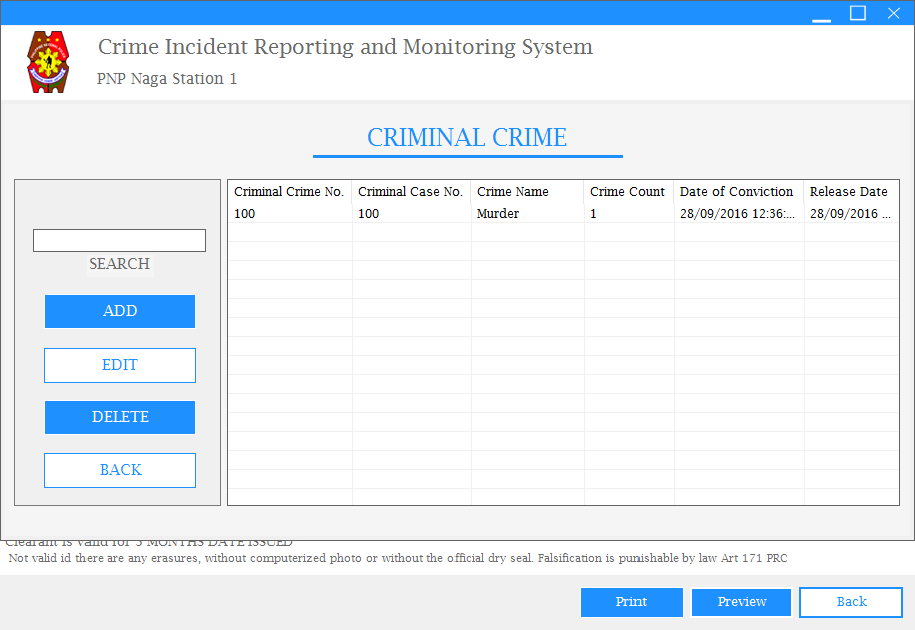 Crime Incident Reporting and Monitoring System
PNP Naga Station 1
CRIMINAL CRIME
SEARCH
ADD
EDIT
DELETE
BACK
Criminal Crime No. Criminal Case No. Crime Name Crime Count Date of Conviction Release Date
100 100 Murder 1 28/09/2016 12:36:... 28/09/2016 ...
Clearant is valid for 3 MONTHS DATE ISSUED
Not valid id there are any erasures, without computerized photo or without the official dry seal. Falsification is punishable by law Art 171 PRC
Print Preview Back